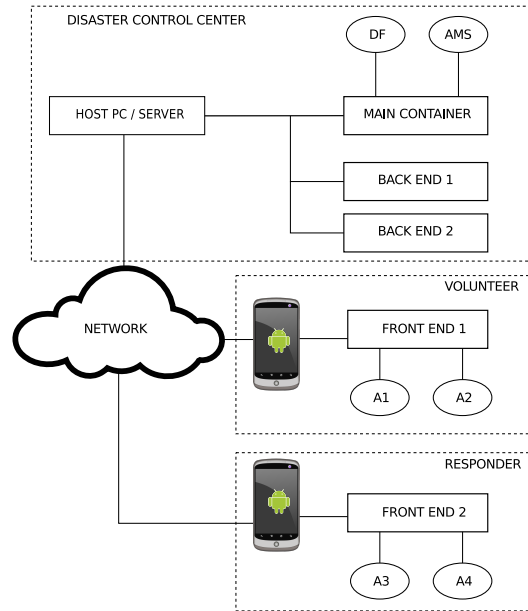 DISASTER CONTROL CENTER
DF
AMS
HOST PC / SERVER
MAIN CONTAINER
BACK END 1
BACK END 2
NETWORK
VOLUNTEER
FRONT END 1
A1
A2
RESPONDER
FRONT END 2
A3
A4